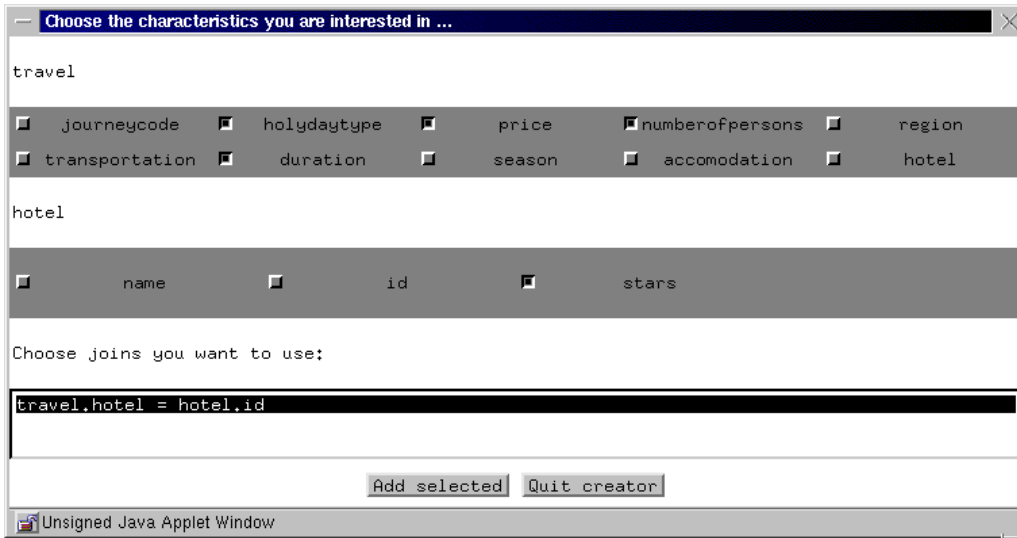 Choose the characteristics you are interested in ...
travel
journeycode holydaytype price numberofpersons region
transportation duration season accomodation hotel
hotel
name id stars
Choose joins you want to use:
travel.hotel = hotel.id
Add selected Quit creator
Unsigned Java Applet Window